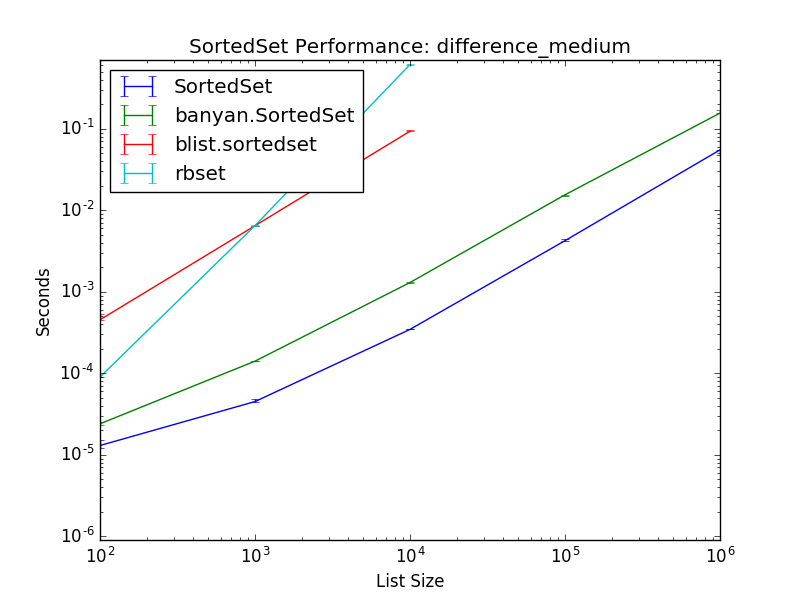 SortedSet Performance: difference_medium
SortedSet
banyan.SortedSet
blist.sortedset
rbset
Seconds
10^-1
10^-2
10^-3
10^-4
10^-5
10^-6
10^2 10^3 10^4 10^5 10^6
List Size